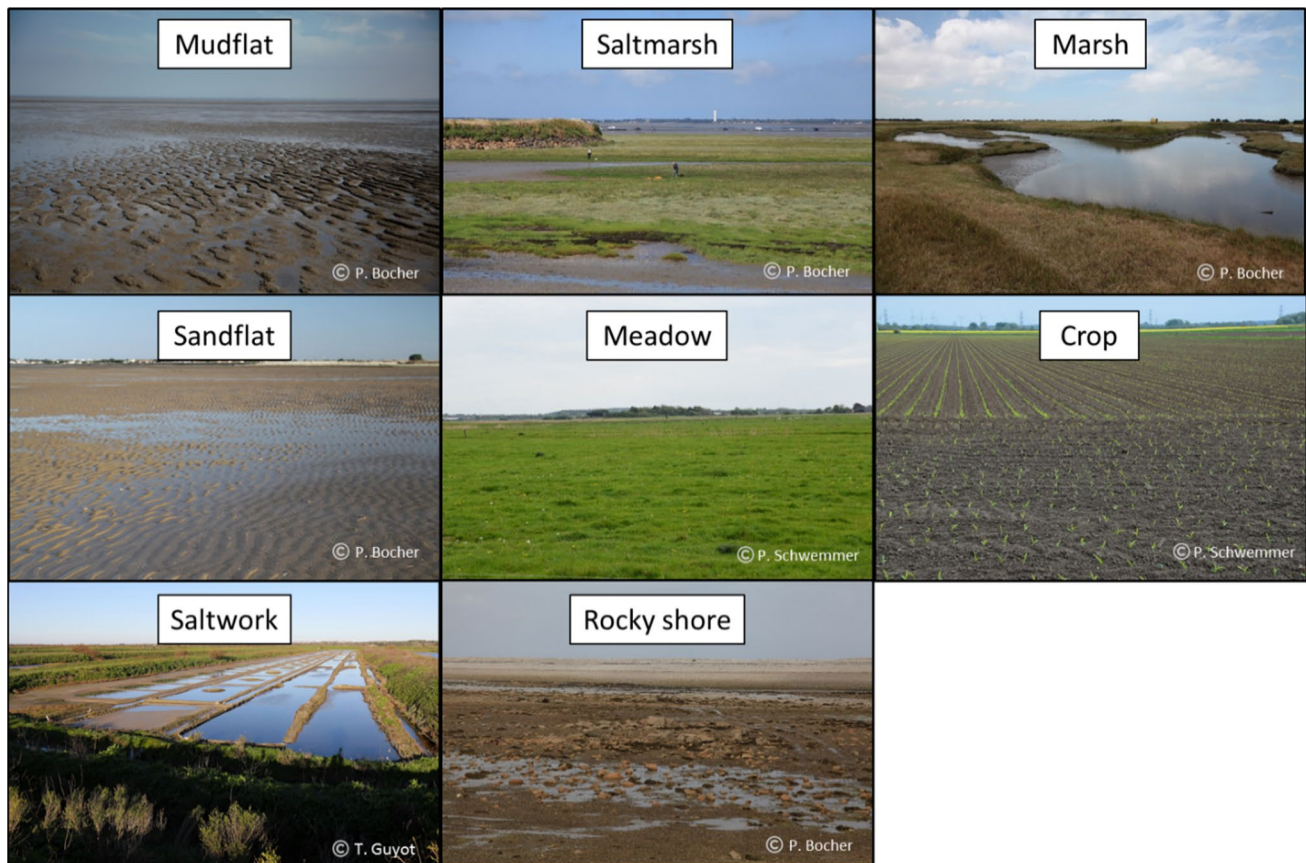 Mudflat
© P. Bocher
Saltmarsh
© P. Bocher
Marsh
© P. Bocher
Sandflat
© P. Bocher
Meadow
© P. Schwemmer
Crop
© P. Schwemmer
Saltwork
© T. Guyot
Rocky shore
© P. Bocher